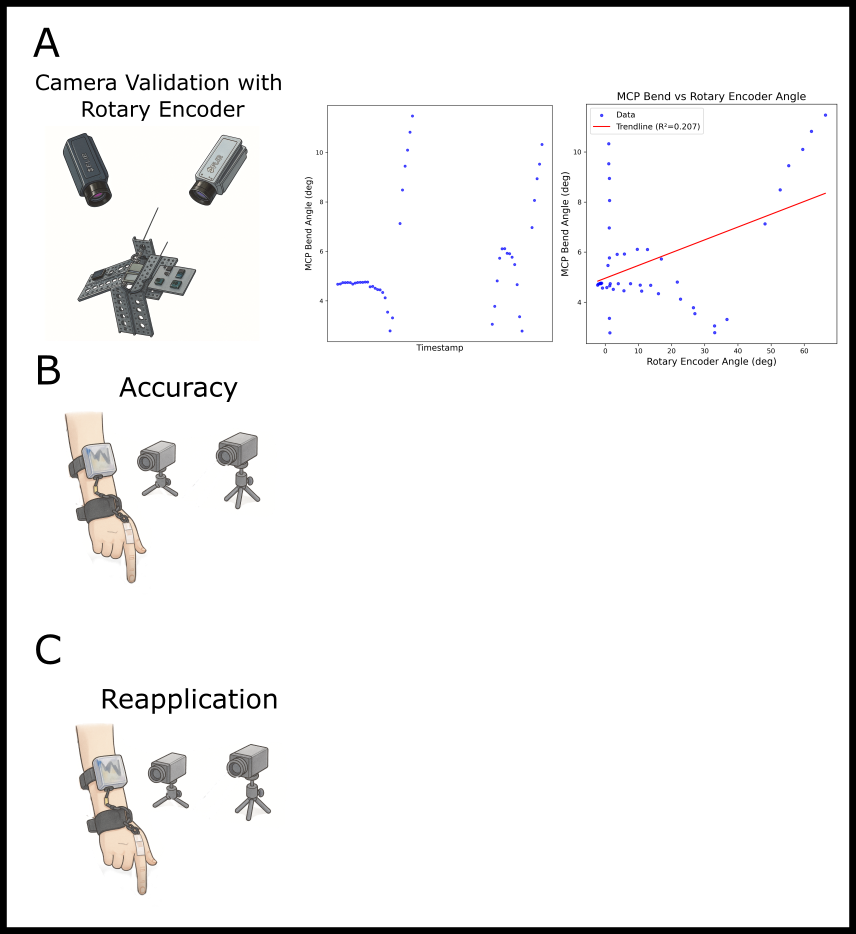 A
Camera Validation with
Rotary Encoder
10
8
6
4
MCP Bend Angle (deg)
Timestamp
MCP Bend vs Rotary Encoder Angle
Data
Trendline (R²=0.207)
10
8
6
4
MCP Bend Angle (deg)
0 10 20 30 40 50 60
Rotary Encoder Angle (deg)
B
Accuracy
C
Reapplication